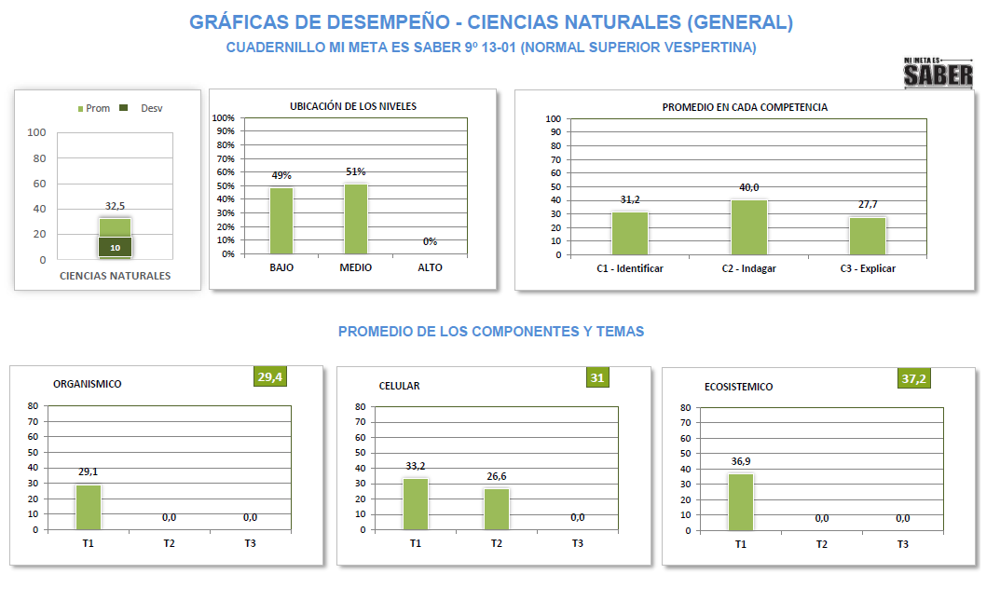 GRÁFICAS DE DESEMPEÑO - CIENCIAS NATURALES (GENERAL)
CUADERNILLO MI META ES SABER 9º 13-01 (NORMAL SUPERIOR VESPERTINA)
MI META ES
SABER
Prom Desv
100
80
60
40
20
0
32,5
10
CIENCIAS NATURALES
UBICACIÓN DE LOS NIVELES
100%
90%
80%
70%
60%
50%
40%
30%
20%
10%
0%
49% 51% 0%
BAJO MEDIO ALTO
PROMEDIO EN CADA COMPETENCIA
100
90
80
70
60
50
40
30
20
10
0
31,2 40,0 27,7
C1 - Identificar C2 - Indagar C3 - Explicar
PROMEDIO DE LOS COMPONENTES Y TEMAS
ORGANISMICO 29,4
80
70
60
50
40
30
20
10
0
29,1 0,0 0,0
T1 T2 T3
CELULAR 31
80
70
60
50
40
30
20
10
0
33,2 26,6 0,0
T1 T2 T3
ECOSISTEMICO 37,2
80
70
60
50
40
30
20
10
0
36,9 0,0 0,0
T1 T2 T3